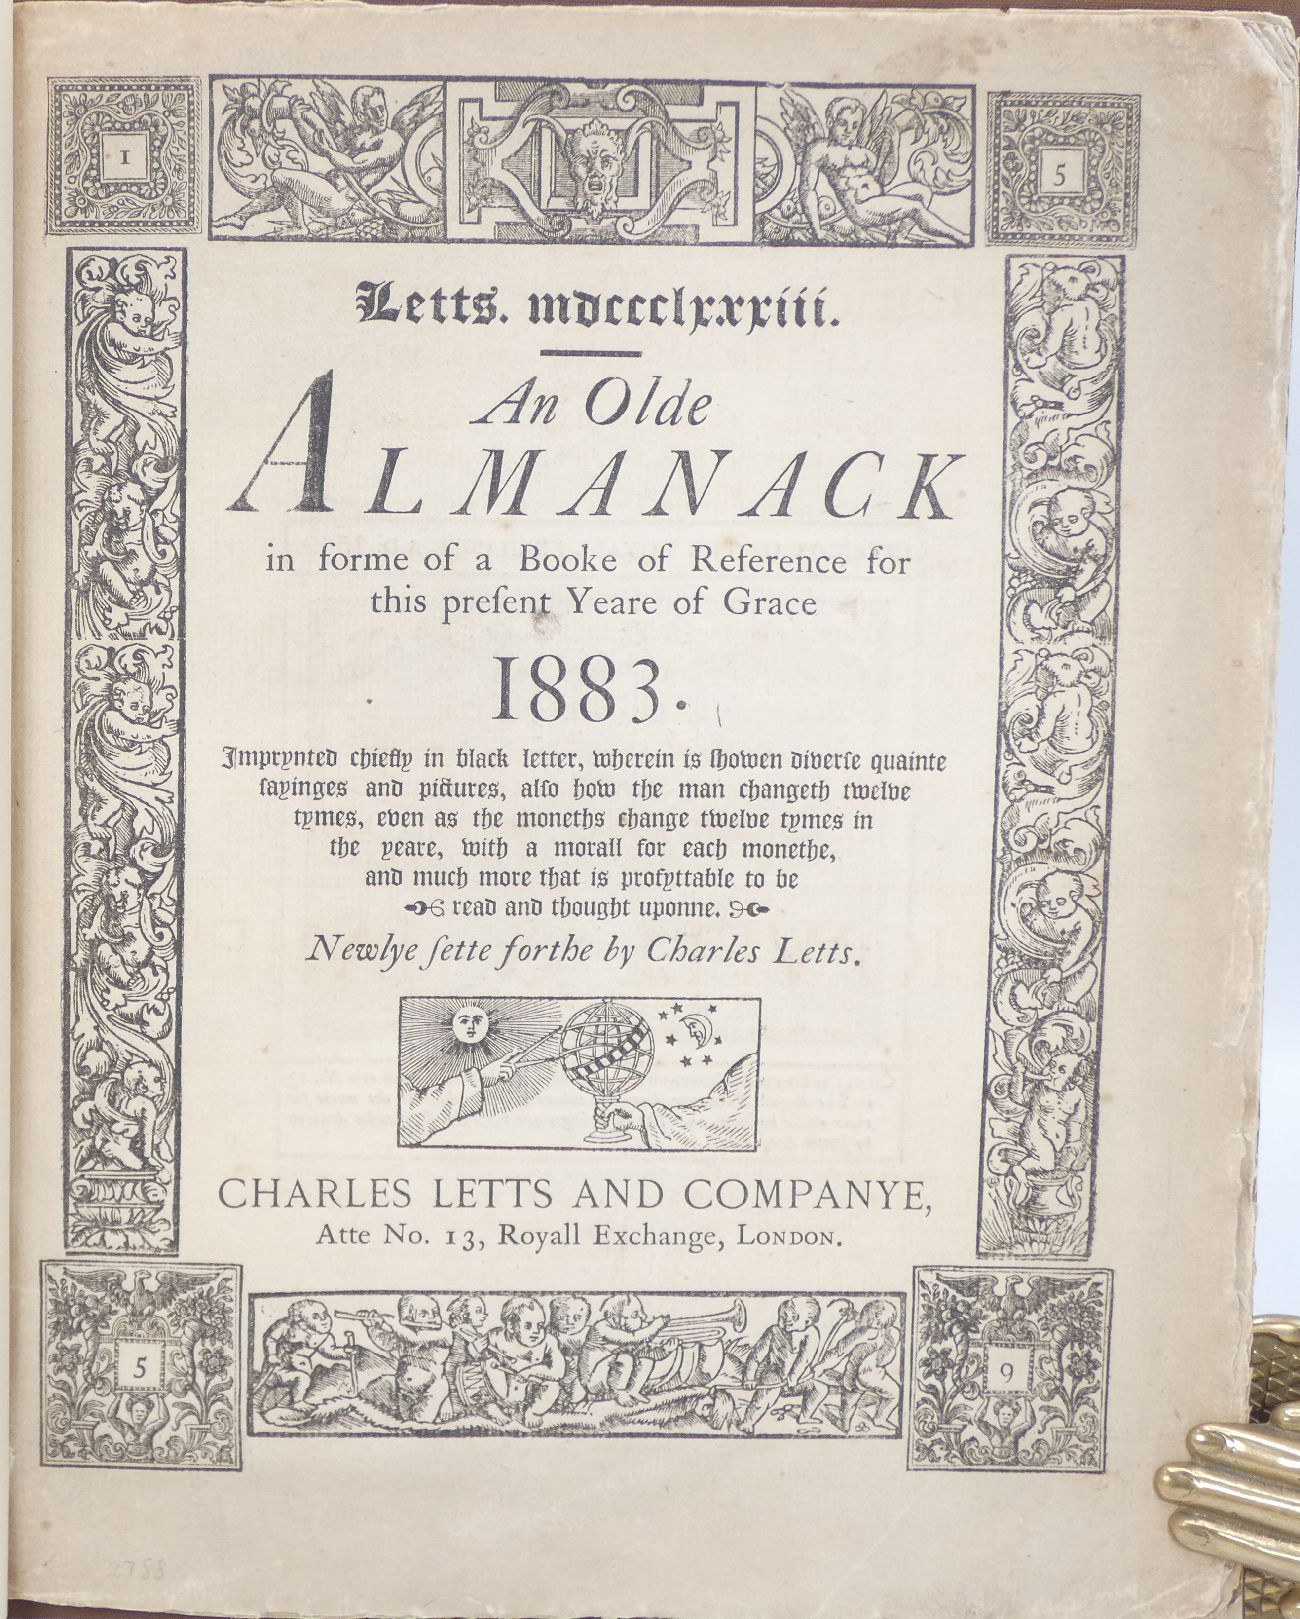 1
5
Letts. mdccclxxxiii.
An Olde
ALMANACK
in forme of a Booke of Reference for
this preſent Yeare of Grace
1883.
Imprynted chiefly in black letter, wherein is ſhowen diverſe quainte
ſayinges and pictures, alſo how the man changeth twelve
tymes, even as the moneths change twelve tymes in
the yeare, with a morall for each monethe,
and much more that is profyttable to be
read and thought uponne.
Newlye ſette forthe by Charles Letts.
CHARLES LETTS AND COMPANYE,
Atte No. 13, Royall Exchange, LONDON.
5
9
2788